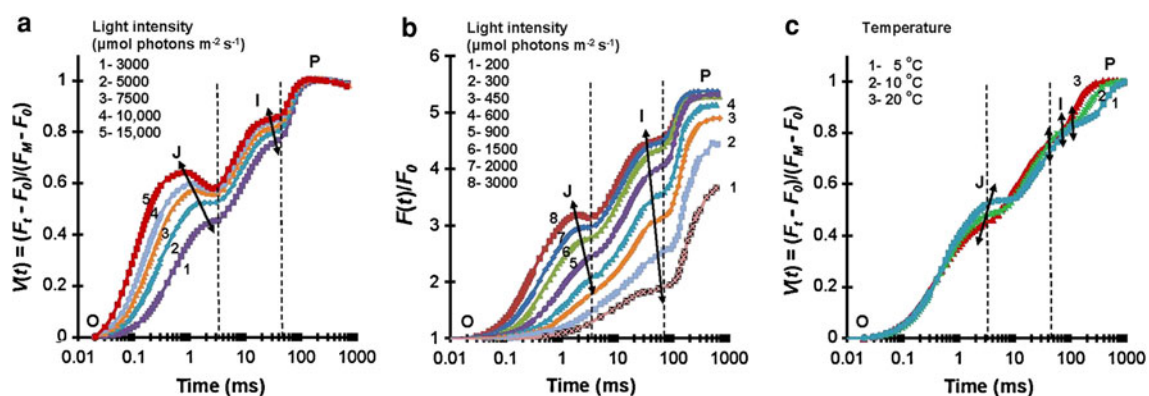 a
Light intensity
(µmol photons m-2 s-1)
1- 3000
2- 5000
3- 7500
4- 10,000
5- 15,000
P
I
J
5
4
3
2
1
O
V(t) = (Ft – F0)/(FM – F0)
1
0.8
0.6
0.4
0.2
0
0.01 0.1 1 10 100 1000
Time (ms)
b
Light intensity
(µmol photons m-2 s-1)
1- 200
2- 300
3- 450
4- 600
5- 900
6- 1500
7- 2000
8- 3000
P
I
J
4
3
2
1
8
7
6
5
O
F(t)/F0
6
5
4
3
2
1
0.01 0.1 1 10 100 1000
Time (ms)
c
Temperature
1- 5 °C
2- 10 °C
3- 20 °C
P
3
2
1
I
J
O
V(t) = (Ft – F0)/(FM – F0)
1
0.8
0.6
0.4
0.2
0
0.01 0.1 1 10 100 1000
Time (ms)